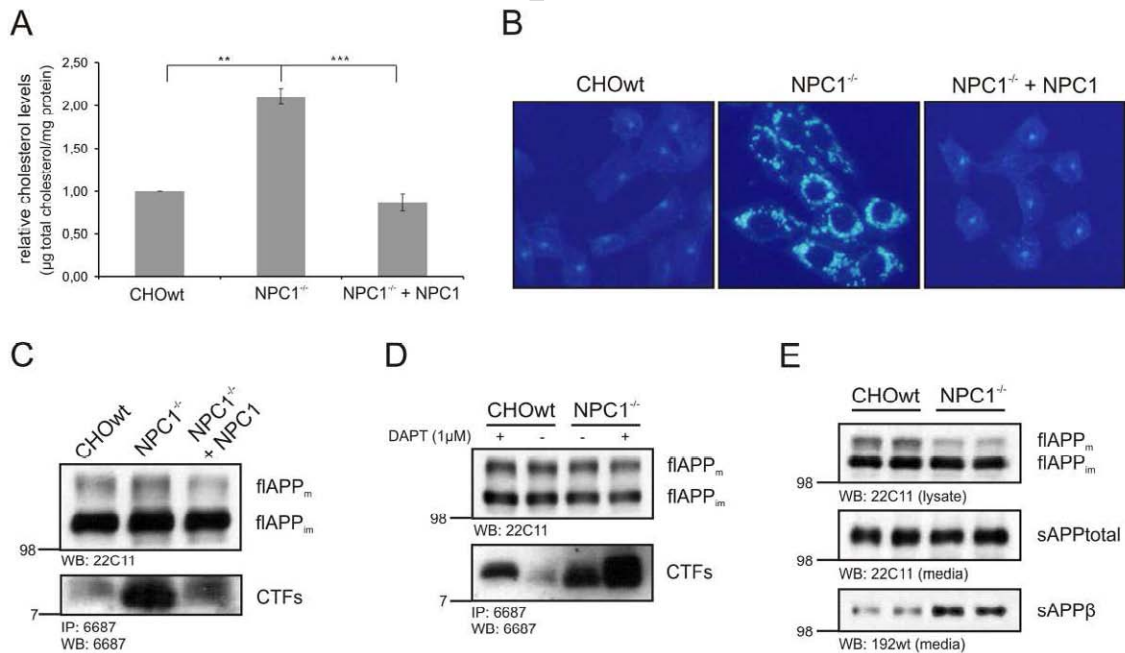 A
relative cholesterol levels
(µg total cholesterol/mg protein)
2,50
2,00
1,50
1,00
0,50
0,00
**
***
CHOwt
NPC1-/-
NPC1-/- + NPC1
B
CHOwt
NPC1-/-
NPC1-/- + NPC1
C
CHOwt
NPC1-/-
NPC1-/-
+ NPC1
flAPPm
flAPPim
98
WB: 22C11
CTFs
7
IP: 6687
WB: 6687
D
CHOwt NPC1-/-
DAPT (1µM) + - - +
flAPPm
flAPPim
98
WB: 22C11
CTFs
7
IP: 6687
WB: 6687
E
CHOwt NPC1-/-
flAPPm
flAPPim
98
WB: 22C11 (lysate)
sAPPtotal
98
WB: 22C11 (media)
sAPPβ
98
WB: 192wt (media)